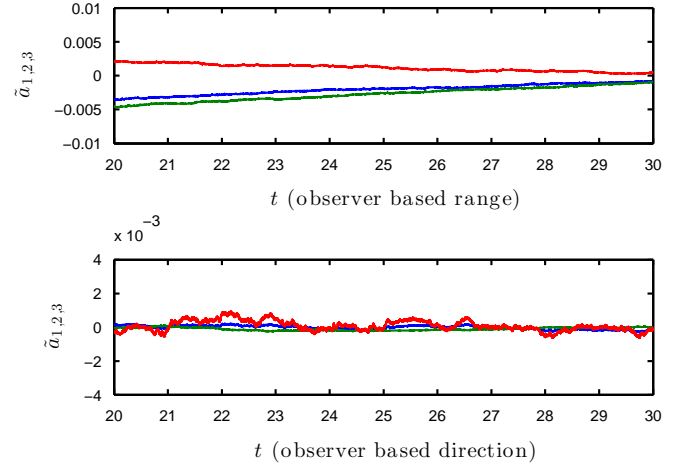 0.01
0.005
0
−0.005
−0.01
ã1,2,3
20 21 22 23 24 25 26 27 28 29 30
t (observer based range)
x 10−3
4
2
0
−2
−4
ã1,2,3
20 21 22 23 24 25 26 27 28 29 30
t (observer based direction)